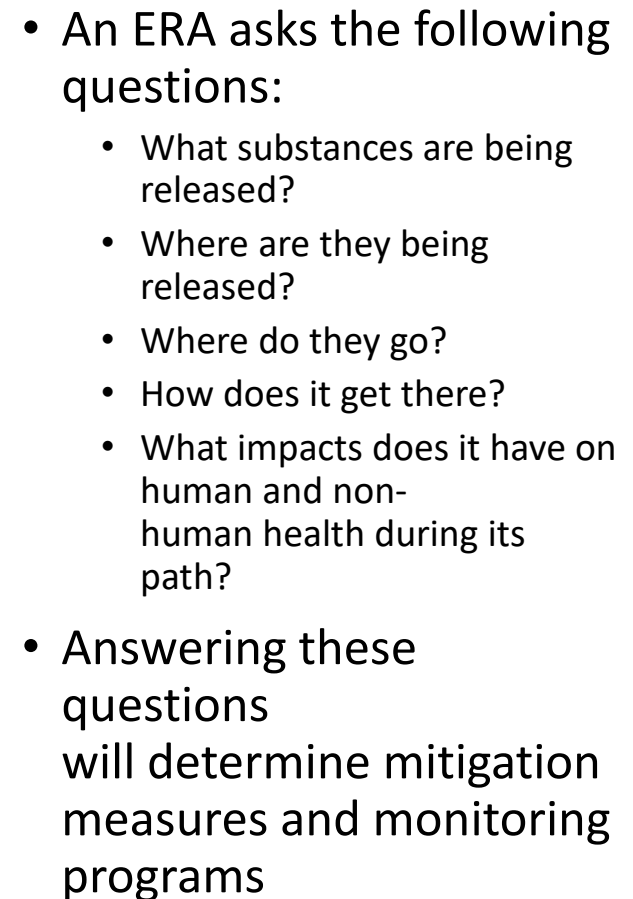 • An ERA asks the following
questions:
• What substances are being
released?
• Where are they being
released?
• Where do they go?
• How does it get there?
• What impacts does it have on
human and non-
human health during its
path?
• Answering these
questions
will determine mitigation
measures and monitoring
programs